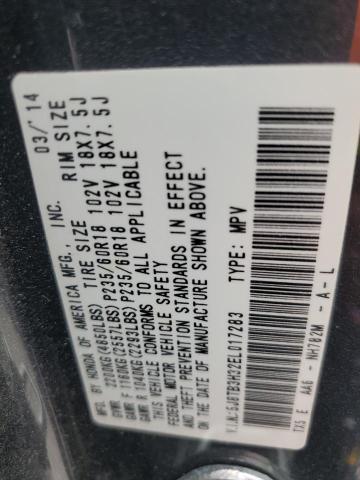 MFD. BY HONDA OF AMERICA MFG., INC. 03/'14
TIRE SIZE RIM SIZE
GVWR 2200KG(4850LBS) P235/60R18 102V 18X7.5J
GAWR F 1160KG(2557LBS) P235/60R18 102V 18X7.5J
GAWR R 1040KG(2293LBS)
THIS VEHICLE CONFORMS TO ALL APPLICABLE
FEDERAL MOTOR VEHICLE SAFETY
AND THEFT PREVENTION STANDARDS IN EFFECT
ON THE DATE OF MANUFACTURE SHOWN ABOVE.
V.I.N.: 5J8TB3H32EL017283 TYPE: MPV
TX5 E AA6 - NH782M - A - L